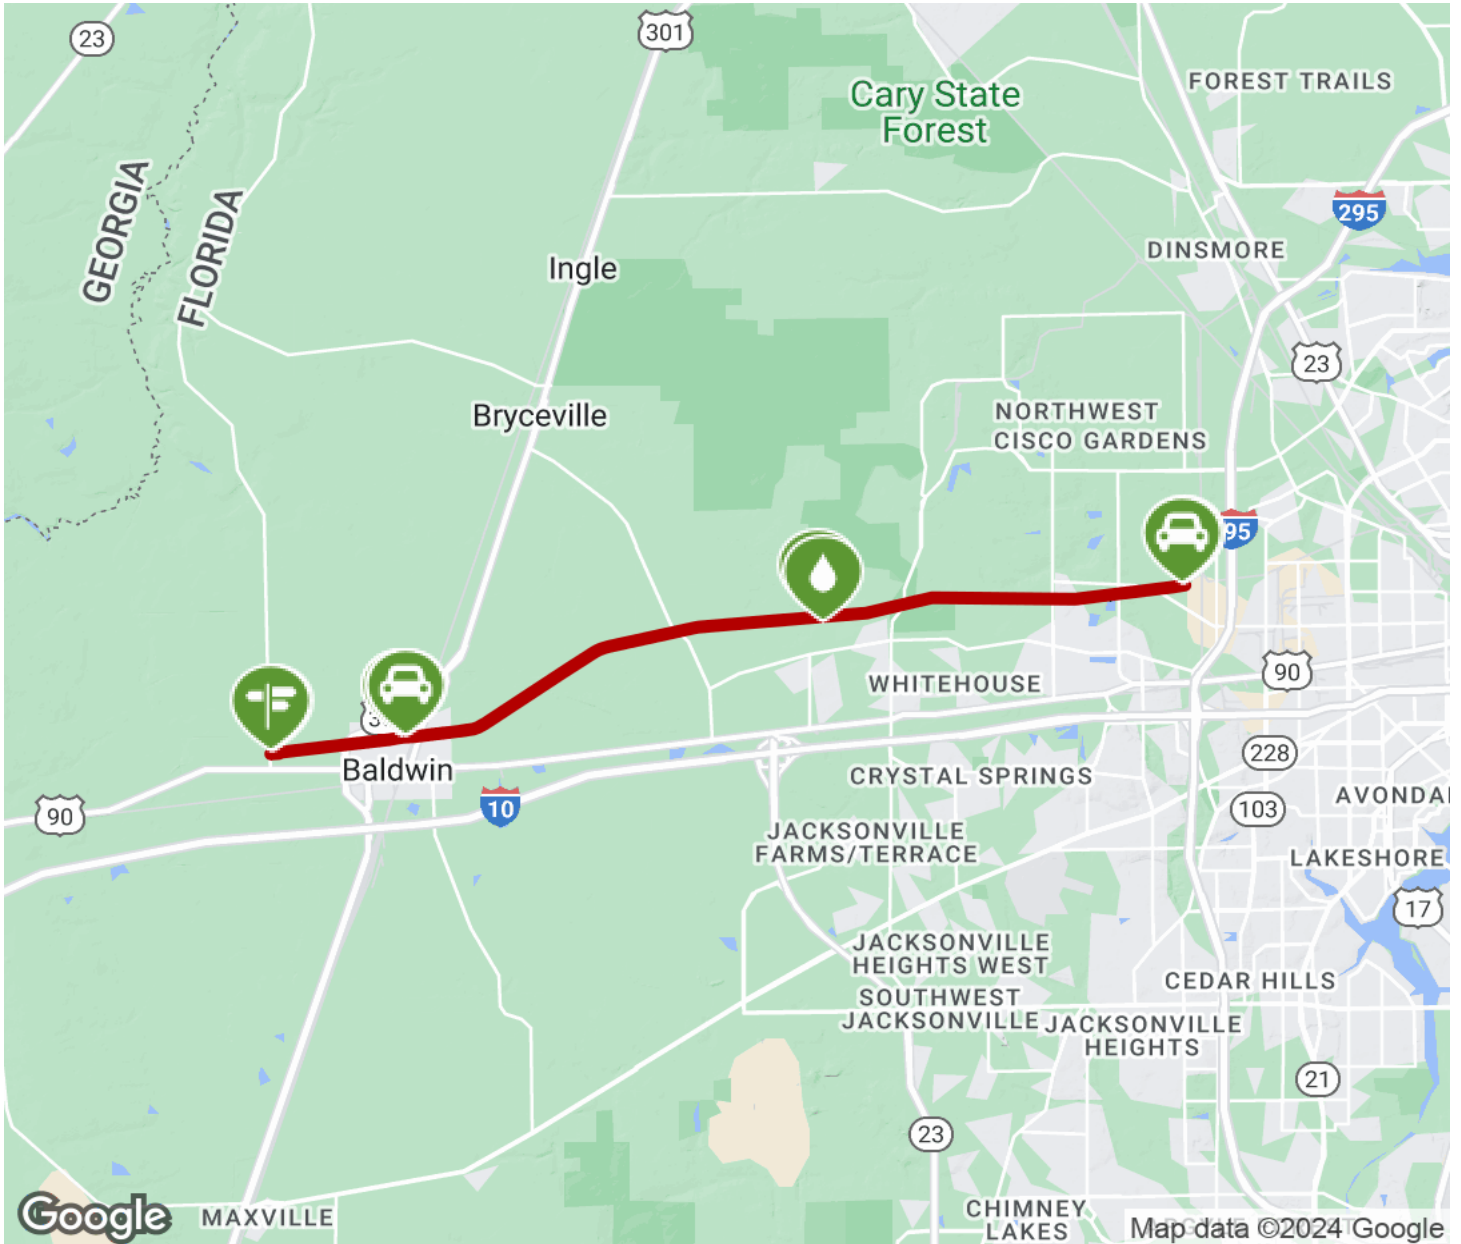 23
301
FOREST TRAILS
Cary State
Forest
GEORGIA
FLORIDA
295
DINSMORE
Ingle
23
NORTHWEST
CISCO GARDENS
Bryceville
95
90
WHITEHOUSE
3
Baldwin
228
CRYSTAL SPRINGS
10
90
103
AVONDA
JACKSONVILLE
FARMS/TERRACE
LAKESHORE
17
JACKSONVILLE
HEIGHTS WEST
CEDAR HILLS
SOUTHWEST
JACKSONVILLE
JACKSONVILLE
HEIGHTS
21
23
Google
MAXVILLE
CHIMNEY
LAKES
Map data ©2024 Google